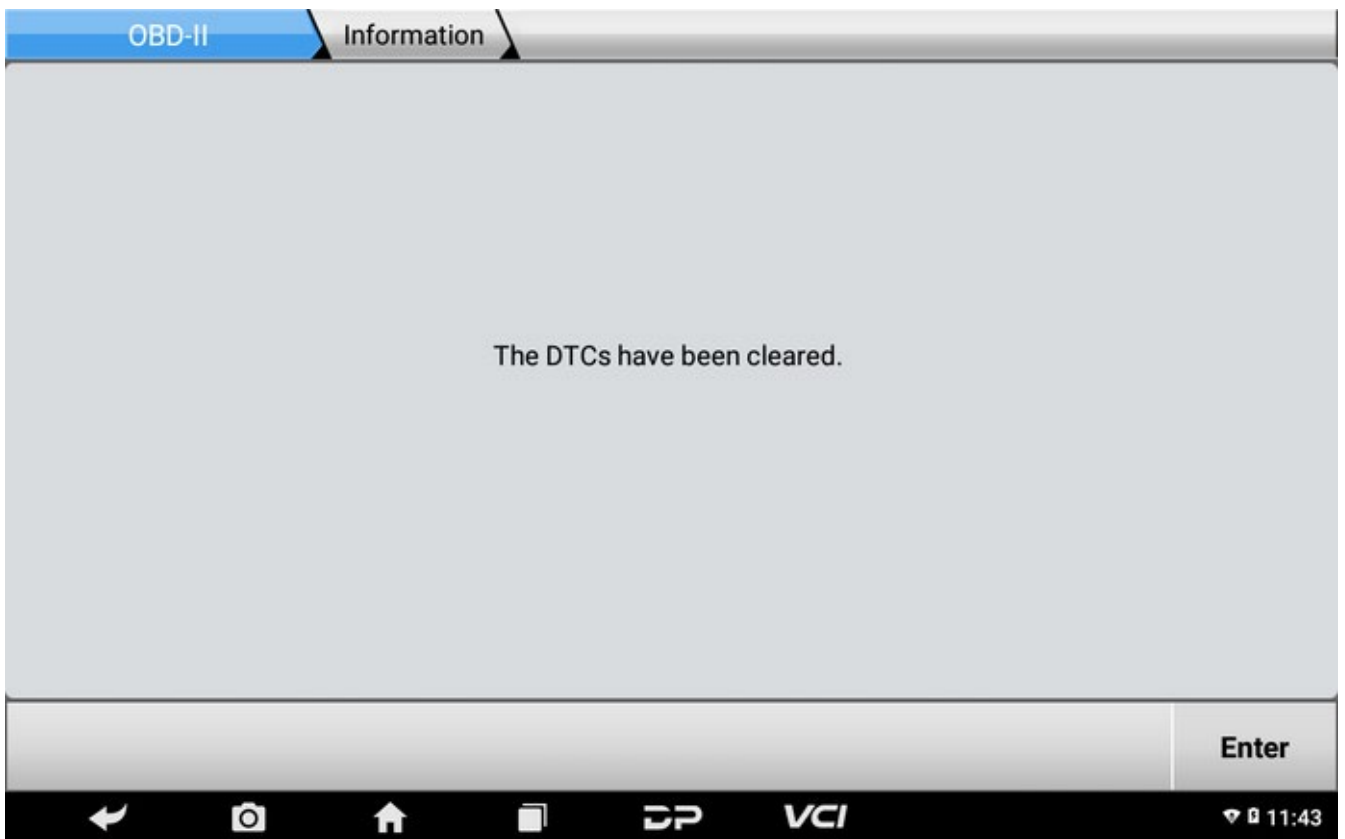 OBD-II
Information
The DTCs have been cleared.
Enter
DP
VCI
11:43